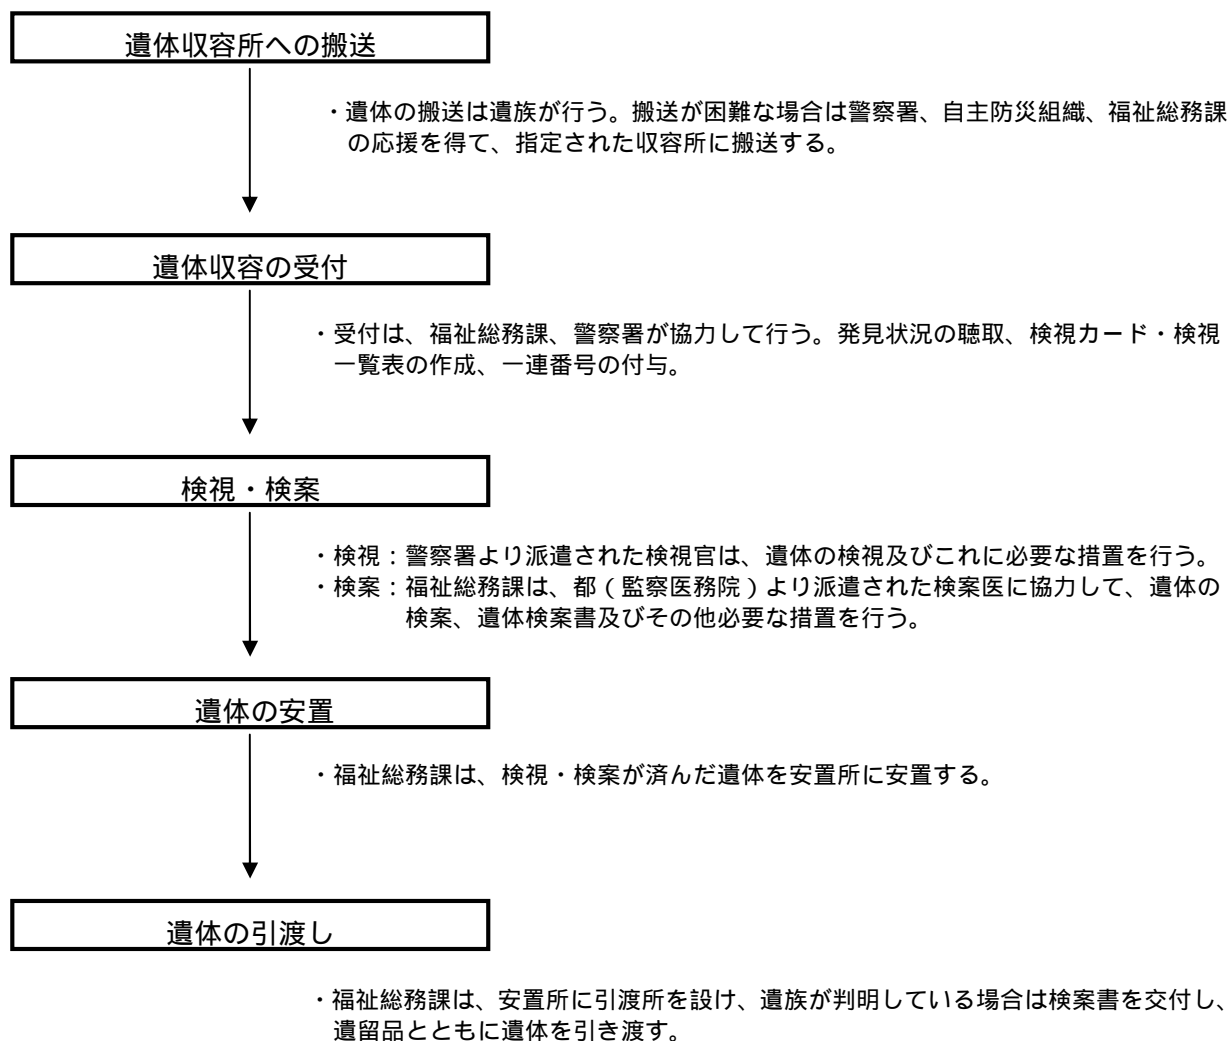 遺体収容所への搬送
・遺体の搬送は遺族が行う。搬送が困難な場合は警察署、自主防災組織、福祉総務課
の応援を得て、指定された収容所に搬送する。
遺体収容の受付
・受付は、福祉総務課、警察署が協力して行う。発見状況の聴取、検視カード・検視
一覧表の作成、一連番号の付与。
検視・検案
・検視：警察署より派遣された検視官は、遺体の検視及びこれに必要な措置を行う。
・検案：福祉総務課は、都（監察医務院）より派遣された検案医に協力して、遺体の
検案、遺体検案書及びその他必要な措置を行う。
遺体の安置
・福祉総務課は、検視・検案が済んだ遺体を安置所に安置する。
遺体の引渡し
・福祉総務課は、安置所に引渡所を設け、遺族が判明している場合は検案書を交付し、
遺留品とともに遺体を引き渡す。